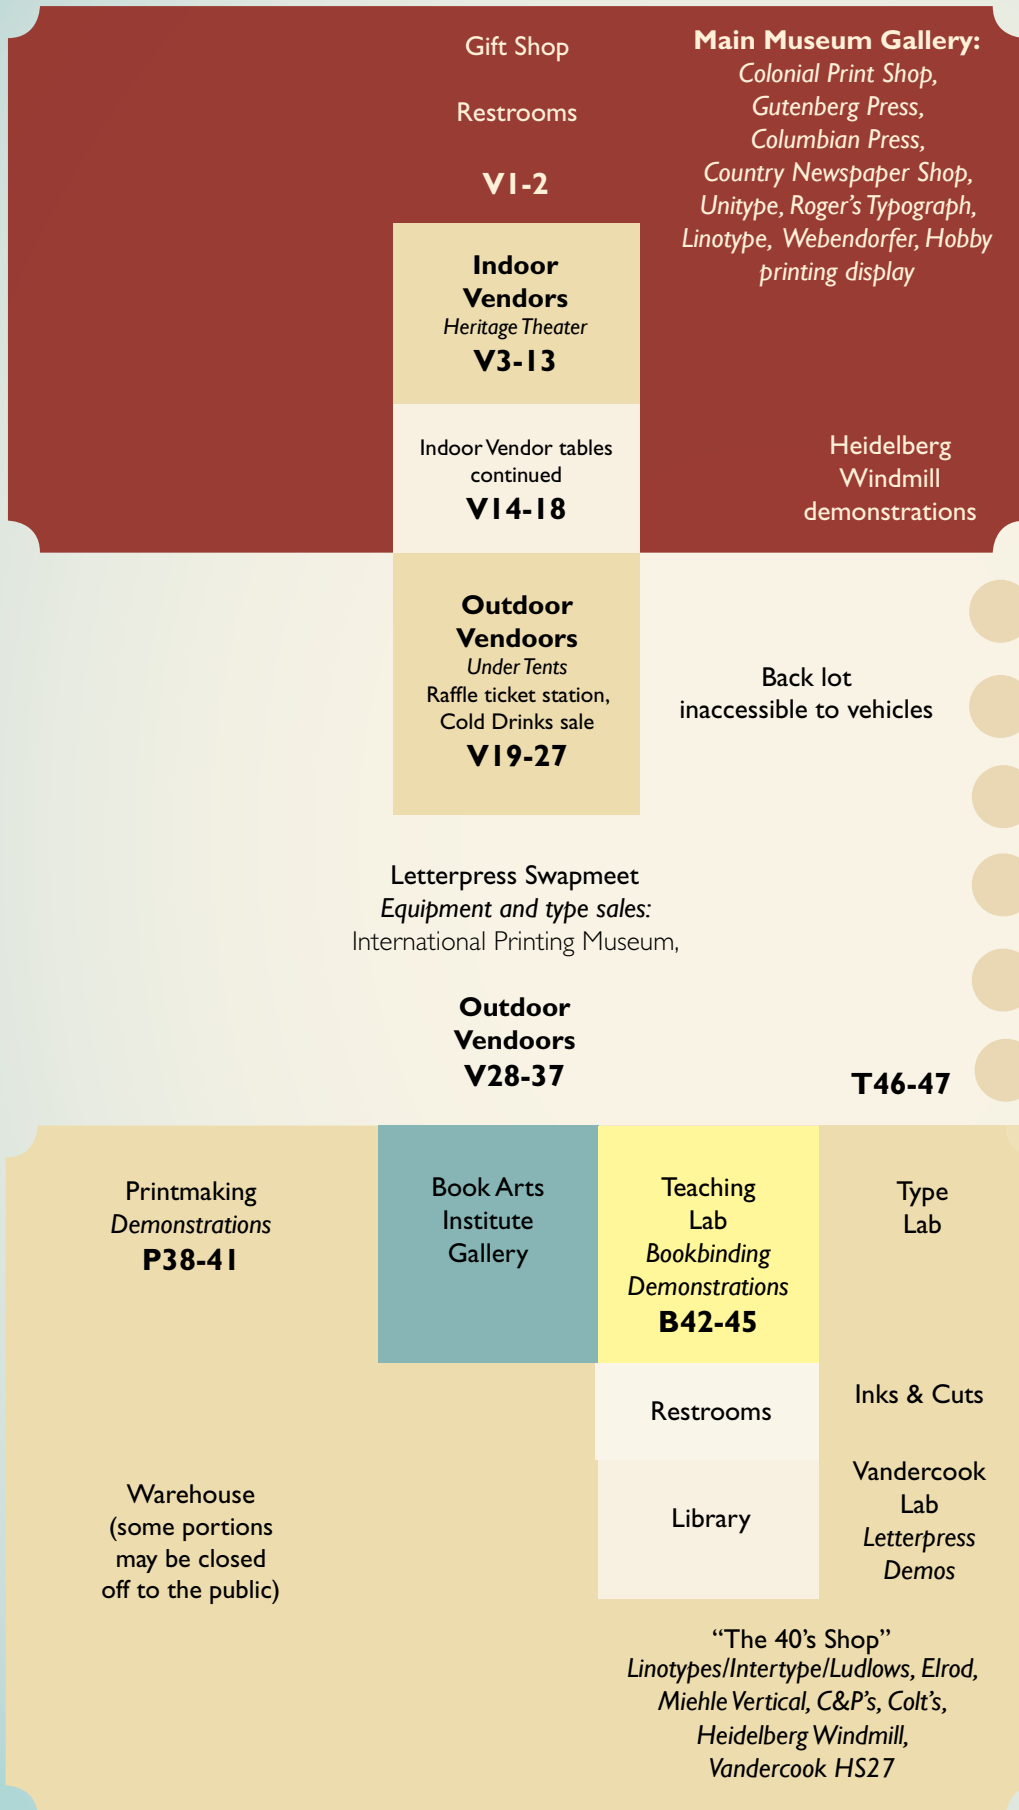 Gift Shop
Restrooms
V1-2
Main Museum Gallery:
Colonial Print Shop,
Gutenberg Press,
Columbian Press,
Country Newspaper Shop,
Unitype, Roger's Typograph,
Linotype, Webendorfer, Hobby
printing display
Indoor
Vendors
Heritage Theater
V3-13
Indoor Vendor tables
continued
V14-18
Heidelberg
Windmill
demonstrations
Outdoor
Vendoors
Under Tents
Raffle ticket station,
Cold Drinks sale
V19-27
Back lot
inaccessible to vehicles
Letterpress Swapmeet
Equipment and type sales:
International Printing Museum,
Outdoor
Vendoors
V28-37
T46-47
Printmaking
Demonstrations
P38-41
Book Arts
Institute
Gallery
Teaching
Lab
Bookbinding
Demonstrations
B42-45
Type
Lab
Restrooms
Inks & Cuts
Warehouse
(some portions
may be closed
off to the public)
Library
Vandercook
Lab
Letterpress
Demos
“The 40’s Shop”
Linotypes/Intertype/Ludlows, Elrod,
Miehle Vertical, C&P’s, Colt’s,
Heidelberg Windmill,
Vandercook HS27